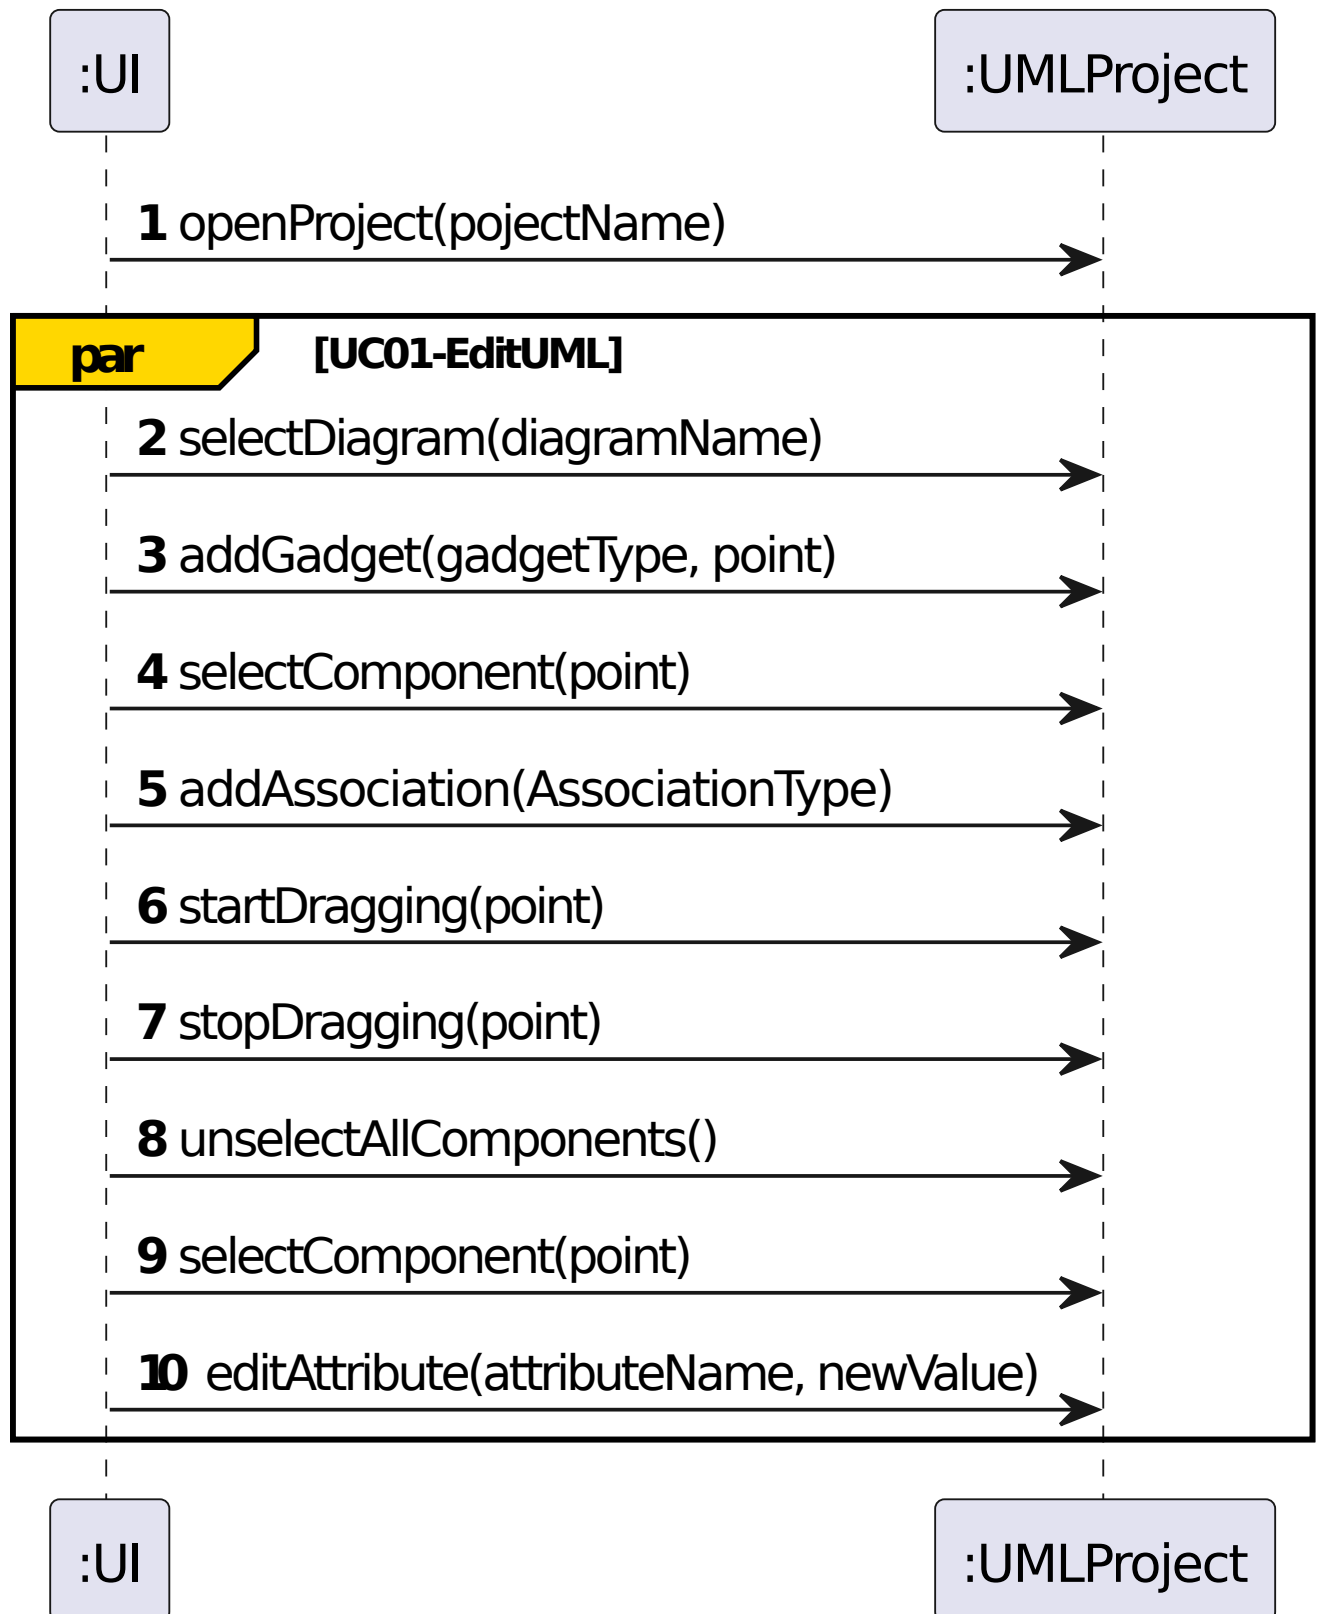 :UI :UMLProject
1 openProject(pojectName)
par [UC01-EditUML]
2 selectDiagram(diagramName)
3 addGadget(gadgetType, point)
4 selectComponent(point)
5 addAssociation(AssociationType)
6 startDragging(point)
7 stopDragging(point)
8 unselectAllComponents()
9 selectComponent(point)
10 editAttribute(attributeName, newValue)
:UI :UMLProject